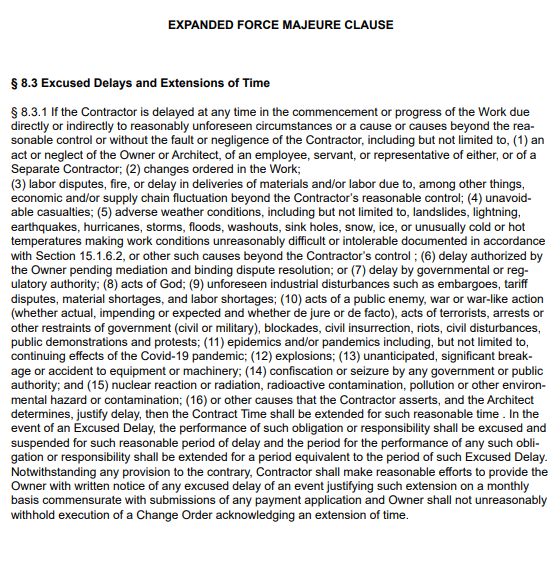 EXPANDED FORCE MAJEURE CLAUSE
§ 8.3 Excused Delays and Extensions of Time
§ 8.3.1 If the Contractor is delayed at any time in the commencement or progress of the Work due
directly or indirectly to reasonably unforeseen circumstances or a cause or causes beyond the rea-
sonable control or without the fault or negligence of the Contractor, including but not limited to, (1) an
act or neglect of the Owner or Architect, of an employee, servant, or representative of either, or of a
Separate Contractor; (2) changes ordered in the Work;
(3) labor disputes, fire, or delay in deliveries of materials and/or labor due to, among other things,
economic and/or supply chain fluctuation beyond the Contractor's reasonable control; (4) unavoid-
able casualties; (5) adverse weather conditions, including but not limited to, landslides, lightning,
earthquakes, hurricanes, storms, floods, washouts, sink holes, snow, ice, or unusually cold or hot
temperatures making work conditions unreasonably difficult or intolerable documented in accordance
with Section 15.1.6.2, or other such causes beyond the Contractor's control ; (6) delay authorized by
the Owner pending mediation and binding dispute resolution; or (7) delay by governmental or reg-
ulatory authority; (8) acts of God; (9) unforeseen industrial disturbances such as embargoes, tariff
disputes, material shortages, and labor shortages; (10) acts of a public enemy, war or war-like action
(whether actual, impending or expected and whether de jure or de facto), acts of terrorists, arrests or
other restraints of government (civil or military), blockades, civil insurrection, riots, civil disturbances,
public demonstrations and protests; (11) epidemics and/or pandemics including, but not limited to,
continuing effects of the Covid-19 pandemic; (12) explosions; (13) unanticipated, significant break-
age or accident to equipment or machinery; (14) confiscation or seizure by any government or public
authority; and (15) nuclear reaction or radiation, radioactive contamination, pollution or other environ-
mental hazard or contamination; (16) or other causes that the Contractor asserts, and the Architect
determines, justify delay, then the Contract Time shall be extended for such reasonable time . In the
event of an Excused Delay, the performance of such obligation or responsibility shall be excused and
suspended for such reasonable period of delay and the period for the performance of any such obli-
gation or responsibility shall be extended for a period equivalent to the period of such Excused Delay.
Notwithstanding any provision to the contrary, Contractor shall make reasonable efforts to provide the
Owner with written notice of any excused delay of an event justifying such extension on a monthly
basis commensurate with submissions of any payment application and Owner shall not unreasonably
withhold execution of a Change Order acknowledging an extension of time.